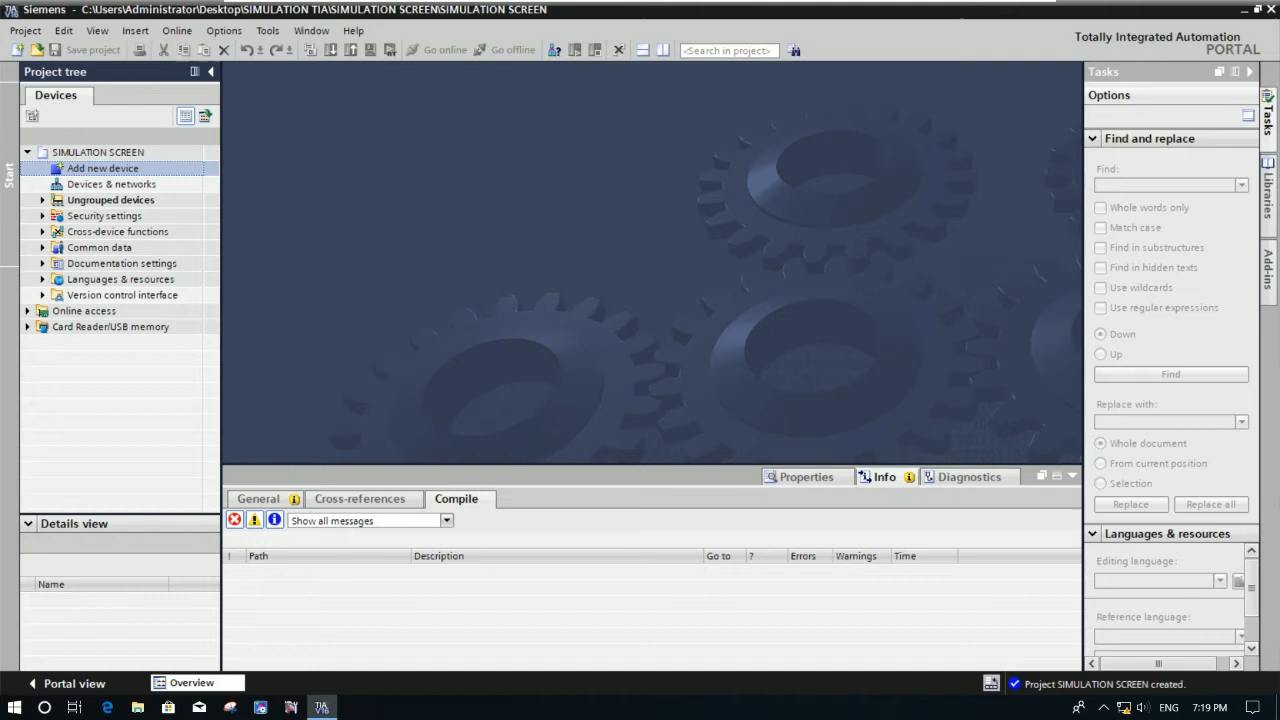 Siemens - C:\Users\Administrator\Desktop\SIMULATION TIA\SIMULATION SCREEN\SIMULATION SCREEN
Project Edit View Insert Online Options Tools Window Help
Totally Integrated Automation
PORTAL
Save project Go online Go offline <Search in project>
Project tree
Devices
Start
SIMULATION SCREEN
Add new device
Devices & networks
Ungrouped devices
Security settings
Cross-device functions
Common data
Documentation settings
Languages & resources
Version control interface
Online access
Card Reader/USB memory
Details view
Name
Properties Info Diagnostics
General Cross-references Compile
Show all messages
! Path Description Go to ? Errors Warnings Time
Tasks
Options
Find and replace
Find:
Whole words only
Match case
Find in substructures
Find in hidden texts
Use wildcards
Use regular expressions
Down
Up
Find
Replace with:
Whole document
From current position
Selection
Replace Replace all
Languages & resources
Editing language:
Reference language:
Tasks
Libraries
Add-ins
Portal view Overview
Project SIMULATION SCREEN created.
ENG 7:19 PM